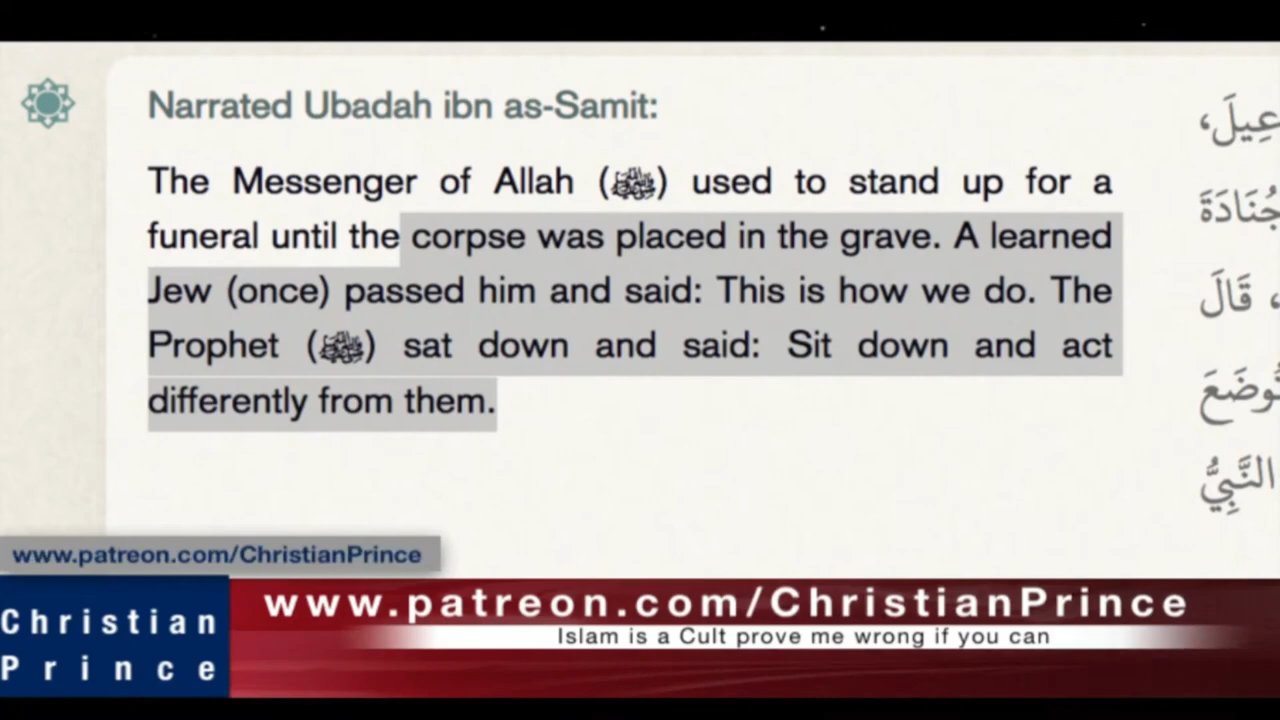 Narrated Ubadah ibn as-Samit:
The Messenger of Allah (ﷺ) used to stand up for a
funeral until the corpse was placed in the grave. A learned
Jew (once) passed him and said: This is how we do. The
Prophet (ﷺ) sat down and said: Sit down and act
differently from them.
عِيلَ،
جُنَادَةَ
، قَالَ
تُوضَعَ
النَّبِيُّ
www.patreon.com/ChristianPrince
Christian
Prince
www.patreon.com/ChristianPrince
Islam is a Cult prove me wrong if you can